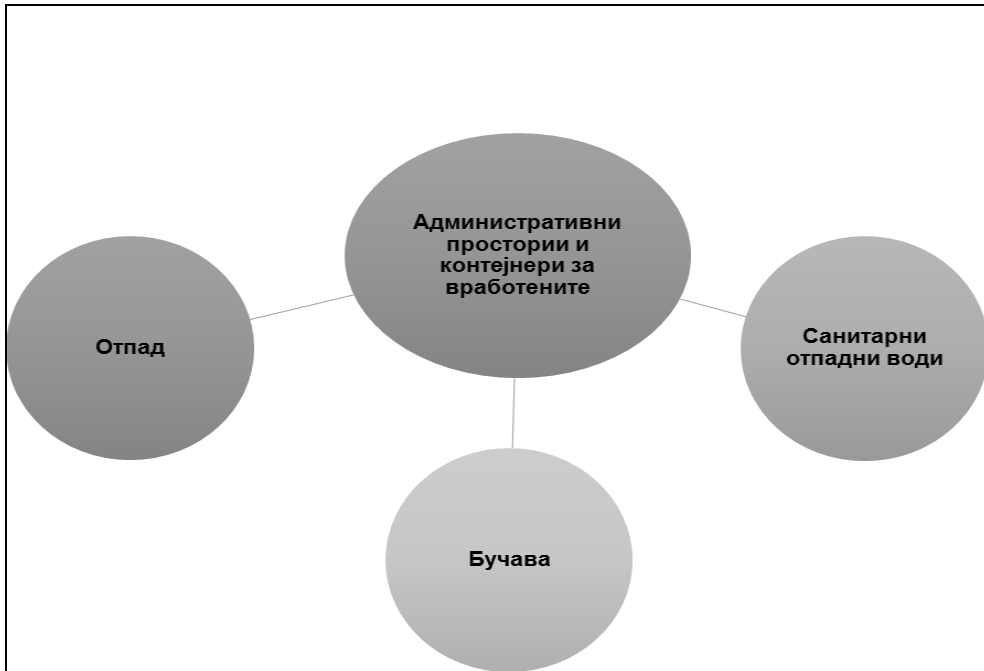 Административни
простории и
контејнери за
вработените
Отпад
Санитарни
отпадни води
Бучава